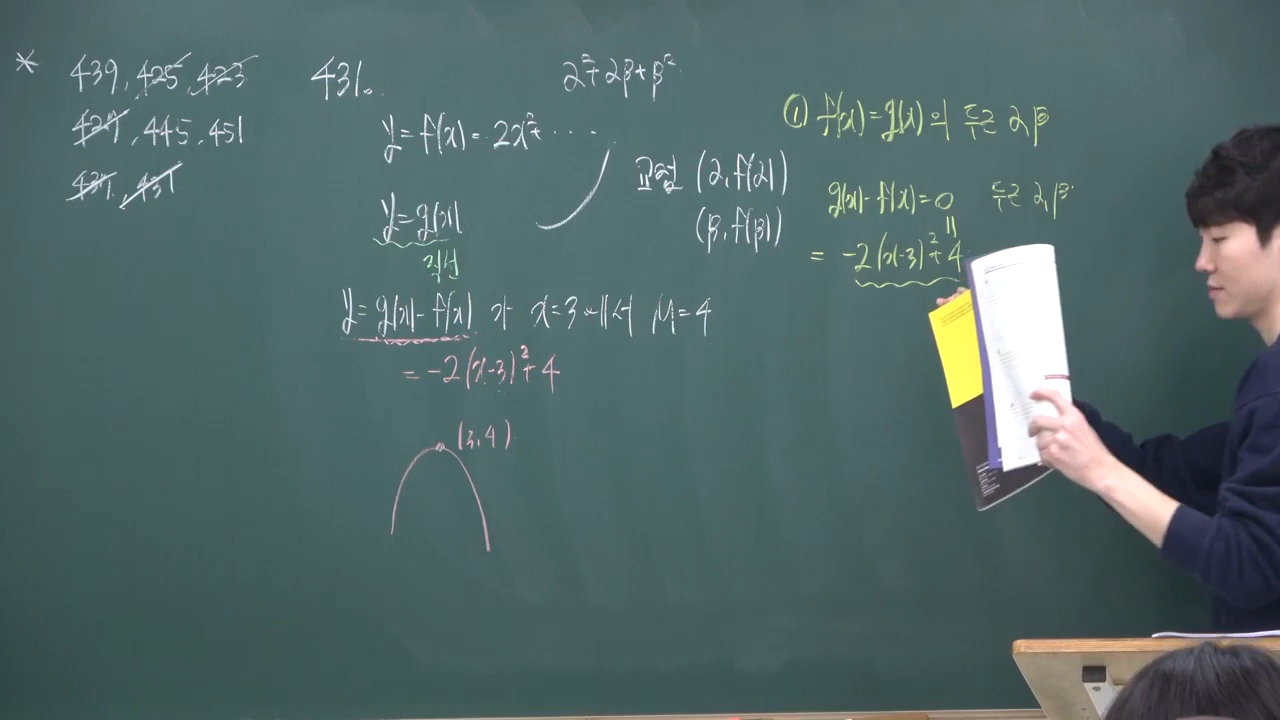 * 439, 425, 423
429, 445, 451
437, 431
431.
α²+αβ+β²
y=f(x)=2x²+...
y=g(x)
직선
교점 (α, f(α))
(β, f(β))
y=g(x)-f(x) 가 x=3에서 M=4
=-2(x-3)²+4
(3,4)
① f(x)=g(x)의 두근 α,β
g(x)-f(x)=0 두근 α,β
= -2(x-3)²+4